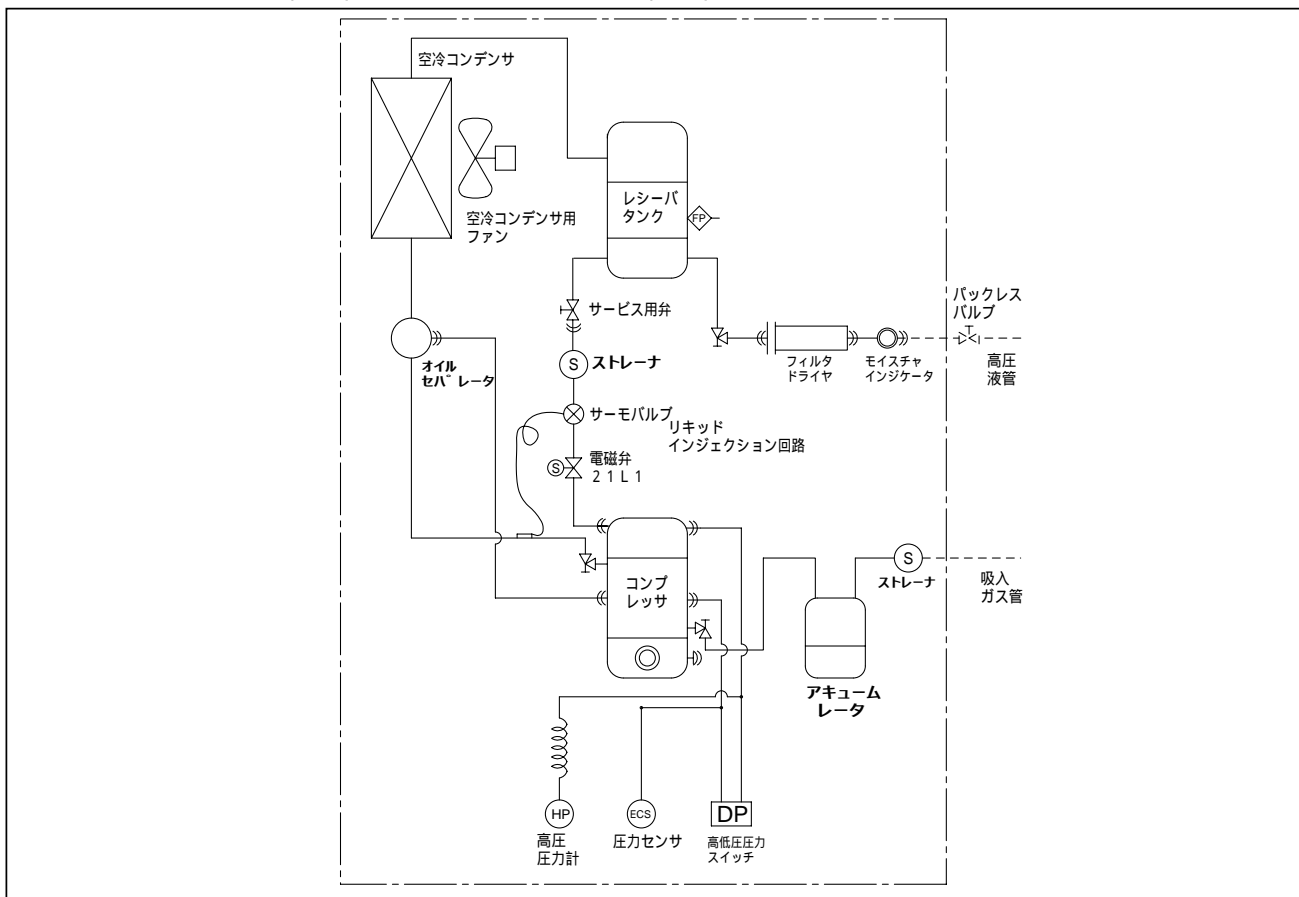 空冷コンデンサ
空冷コンデンサ用
ファン
レシーバ
タンク
FP
サービス用弁
パックレス
バルブ
オイル
セパレータ
S
ストレーナ
フィルタ
ドライヤ
モイスチャ
インジケータ
高圧
液管
サーモバルブ
リキッド
インジェクション回路
S
電磁弁
21L1
コンプ
レッサ
S
ストレーナ
吸入
ガス管
アキューム
レータ
HP
高圧
圧力計
ECS
圧力センサ
DP
高低圧圧力
スイッチ